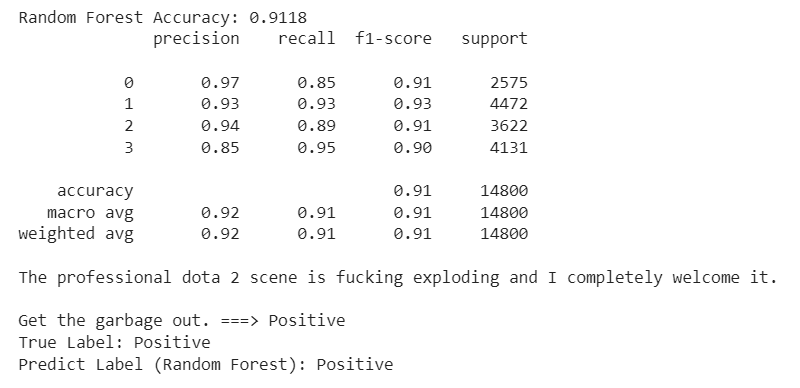 Random Forest Accuracy: 0.9118
precision recall f1-score support
0 0.97 0.85 0.91 2575
1 0.93 0.93 0.93 4472
2 0.94 0.89 0.91 3622
3 0.85 0.95 0.90 4131
accuracy 0.91 14800
macro avg 0.92 0.91 0.91 14800
weighted avg 0.92 0.91 0.91 14800
The professional dota 2 scene is fucking exploding and I completely welcome it.
Get the garbage out. ===> Positive
True Label: Positive
Predict Label (Random Forest): Positive